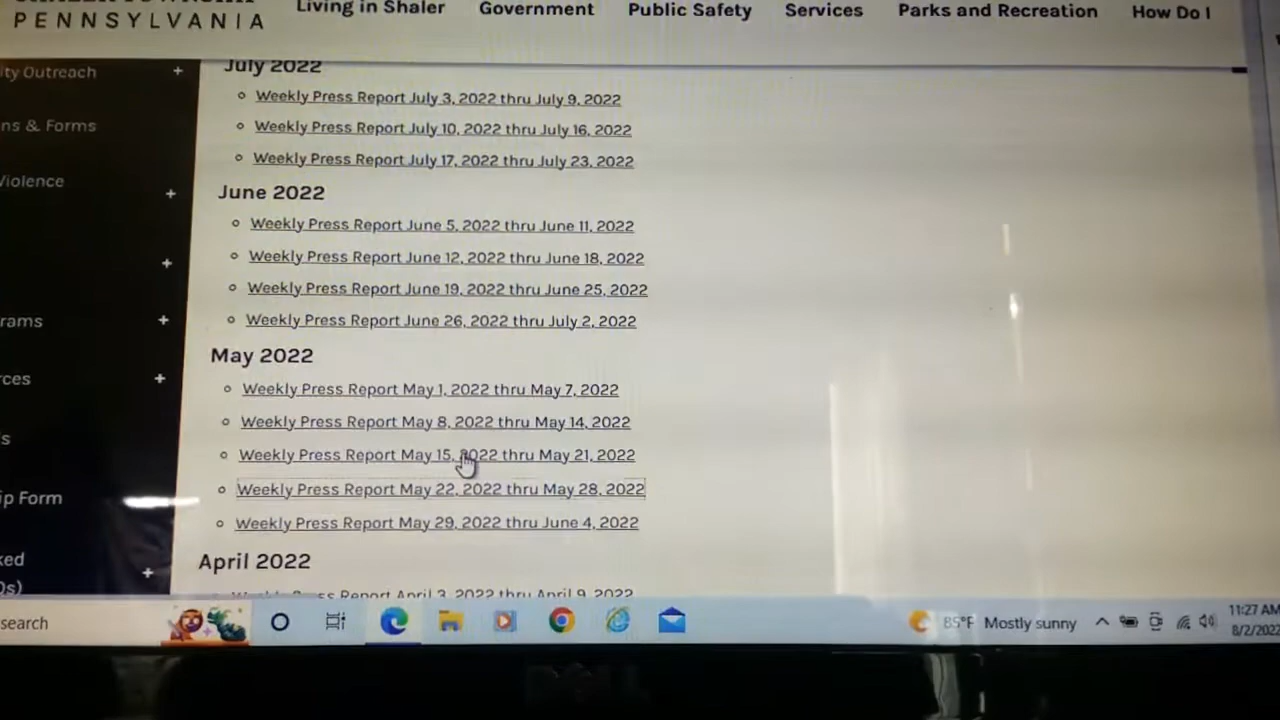 PENNSYLVANIA
Living in Shaler
Government
Public Safety
Services
Parks and Recreation
How Do I
ity Outreach +
ns & Forms
Violence +
+
rams +
rces +
s
ip Form
ked
Os) +
July 2022
Weekly Press Report July 3, 2022 thru July 9, 2022
Weekly Press Report July 10, 2022 thru July 16, 2022
Weekly Press Report July 17, 2022 thru July 23, 2022
June 2022
Weekly Press Report June 5, 2022 thru June 11, 2022
Weekly Press Report June 12, 2022 thru June 18, 2022
Weekly Press Report June 19, 2022 thru June 25, 2022
Weekly Press Report June 26, 2022 thru July 2, 2022
May 2022
Weekly Press Report May 1, 2022 thru May 7, 2022
Weekly Press Report May 8, 2022 thru May 14, 2022
Weekly Press Report May 15, 2022 thru May 21, 2022
Weekly Press Report May 22, 2022 thru May 28, 2022
Weekly Press Report May 29, 2022 thru June 4, 2022
April 2022
Report April 3, 2022 thru April 9, 2022
search
85°F Mostly sunny
11:27 AM
8/2/2022